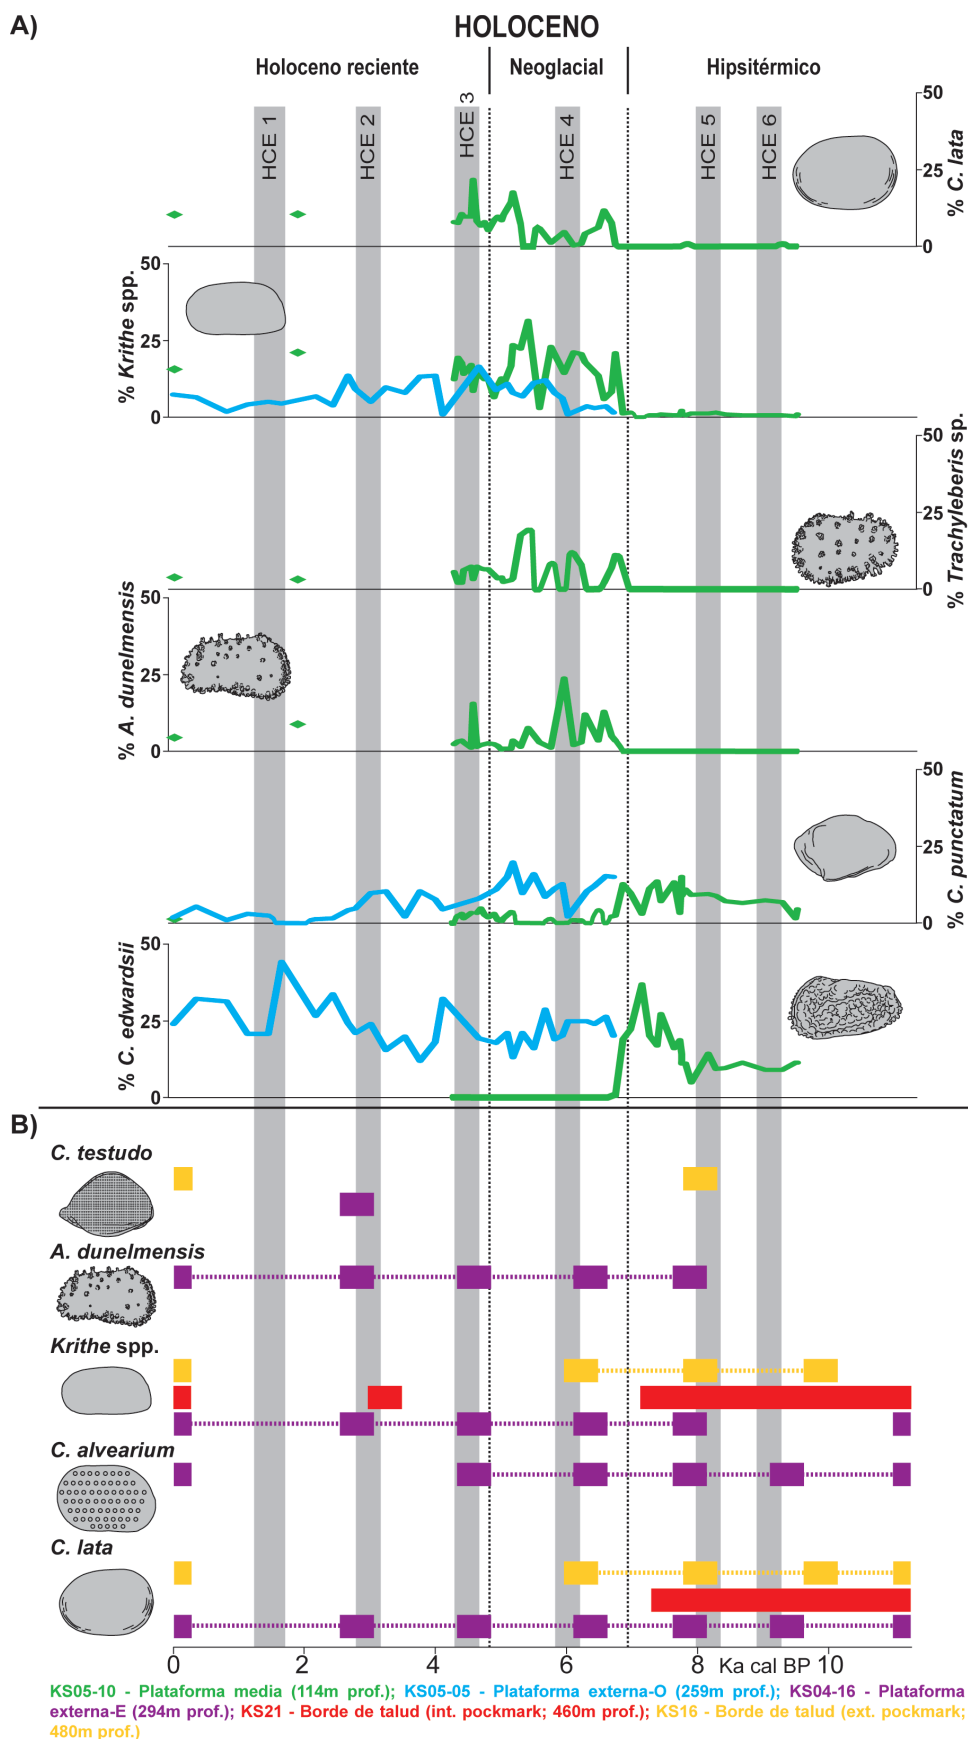 A)
HOLOCENO
Holoceno reciente
Neoglacial
Hipsitérmico
HCE 1
HCE 2
HCE 3
HCE 4
HCE 5
HCE 6
50
25
0
% C. lata
50
25
0
% Krithe spp.
50
25
0
% Trachyleberis sp.
50
25
0
% A. dunelmensis
50
25
0
% C. punctatum
50
25
0
% C. edwardsii
B)
C. testudo
A. dunelmensis
Krithe spp.
C. alvearium
C. lata
0 2 4 6 8 Ka cal BP 10
KS05-10 - Plataforma media (114m prof.); KS05-05 - Plataforma externa-O (259m prof.); KS04-16 - Plataforma
externa-E (294m prof.); KS21 - Borde de talud (int. pockmark; 460m prof.); KS16 - Borde de talud (ext. pockmark;
480m prof.)